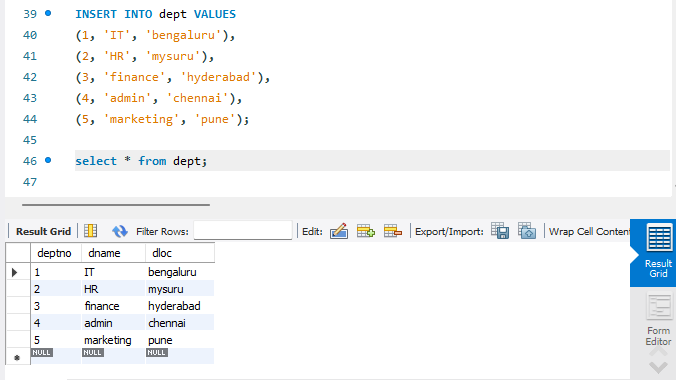 39 INSERT INTO dept VALUES
40 (1, 'IT', 'bengaluru'),
41 (2, 'HR', 'mysuru'),
42 (3, 'finance', 'hyderabad'),
43 (4, 'admin', 'chennai'),
44 (5, 'marketing', 'pune');
45
46 select * from dept;
47
Result Grid Filter Rows: Edit: Export/Import: Wrap Cell Conten
deptno dname dloc
1 IT bengaluru
2 HR mysuru
3 finance hyderabad
4 admin chennai
5 marketing pune
NULL NULL NULL
Result
Grid
Form
Editor